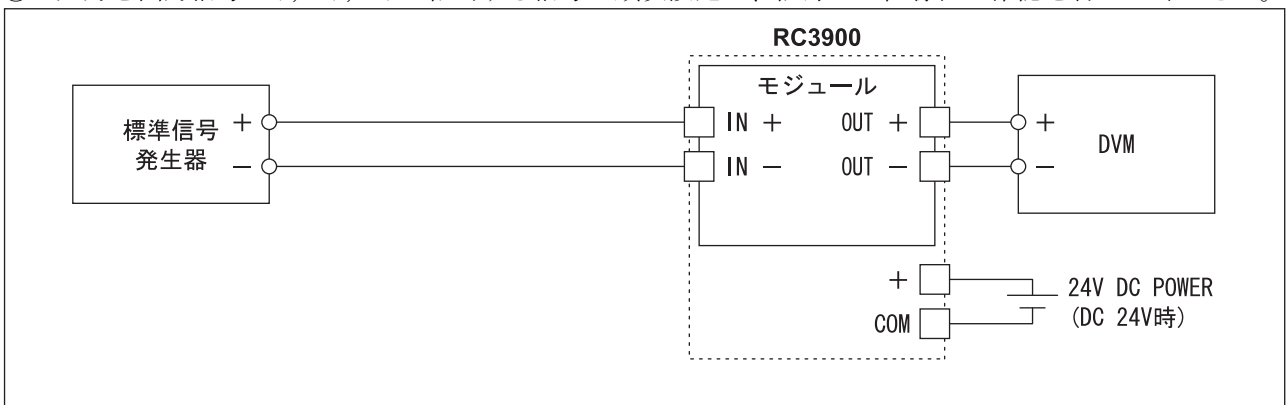 RC3900
モジュール
標準信号
発生器
+
−
IN +
IN −
OUT +
OUT −
+
−
DVM
+
COM
24V DC POWER
(DC 24V時)